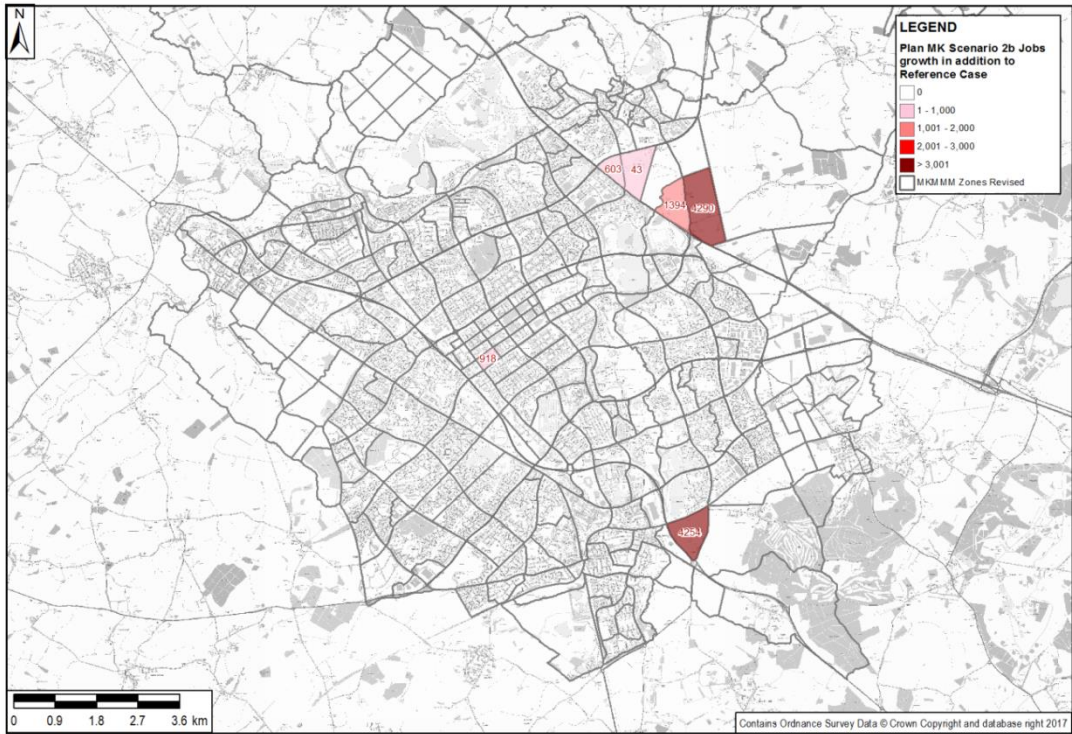 N
LEGEND
Plan MK Scenario 2b Jobs
growth in addition to
Reference Case
0
1 - 1,000
1,001 - 2,000
2,001 - 3,000
> 3,001
MKMMM Zones Revised
603
43
1394
4290
918
4254
0 0.9 1.8 2.7 3.6 km
Contains Ordnance Survey Data © Crown Copyright and database right 2017